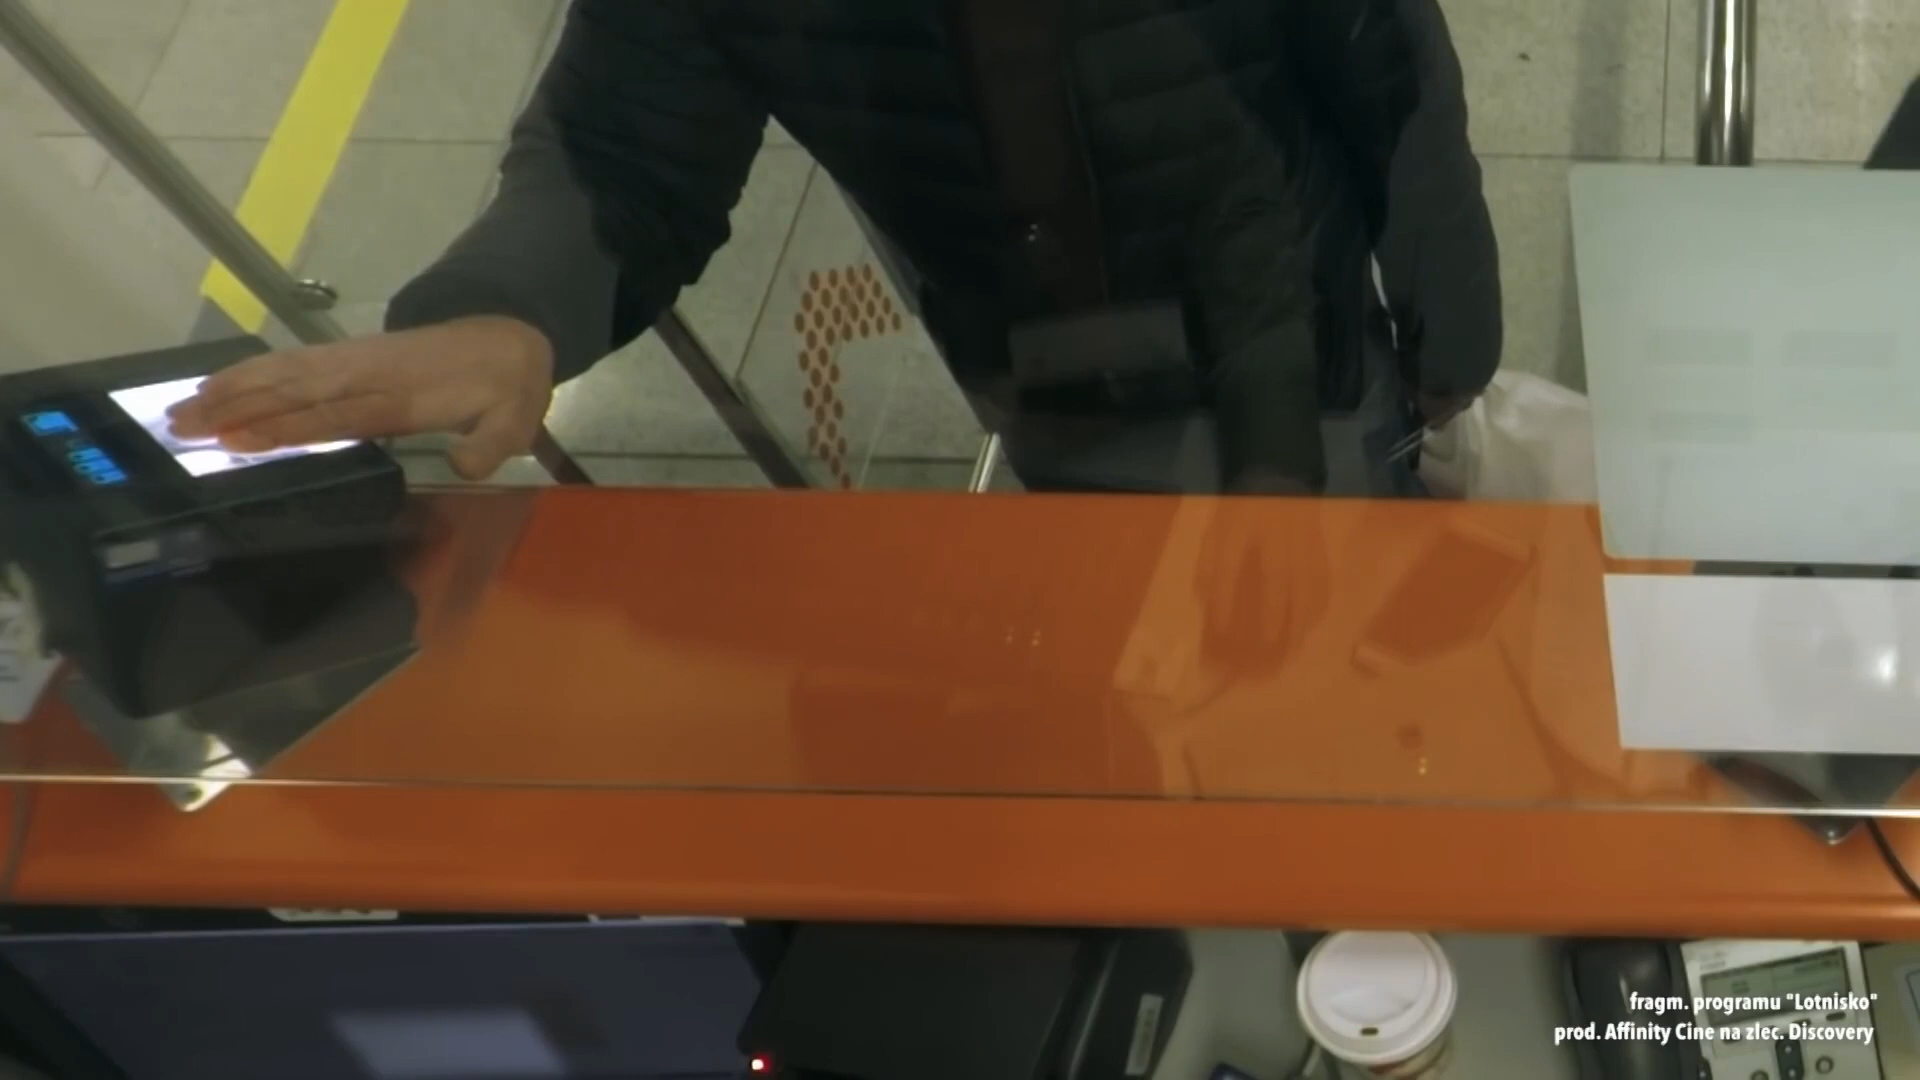 fragm. programu "Lotnisko"
prod. Affinity Cine na zlec. Discovery